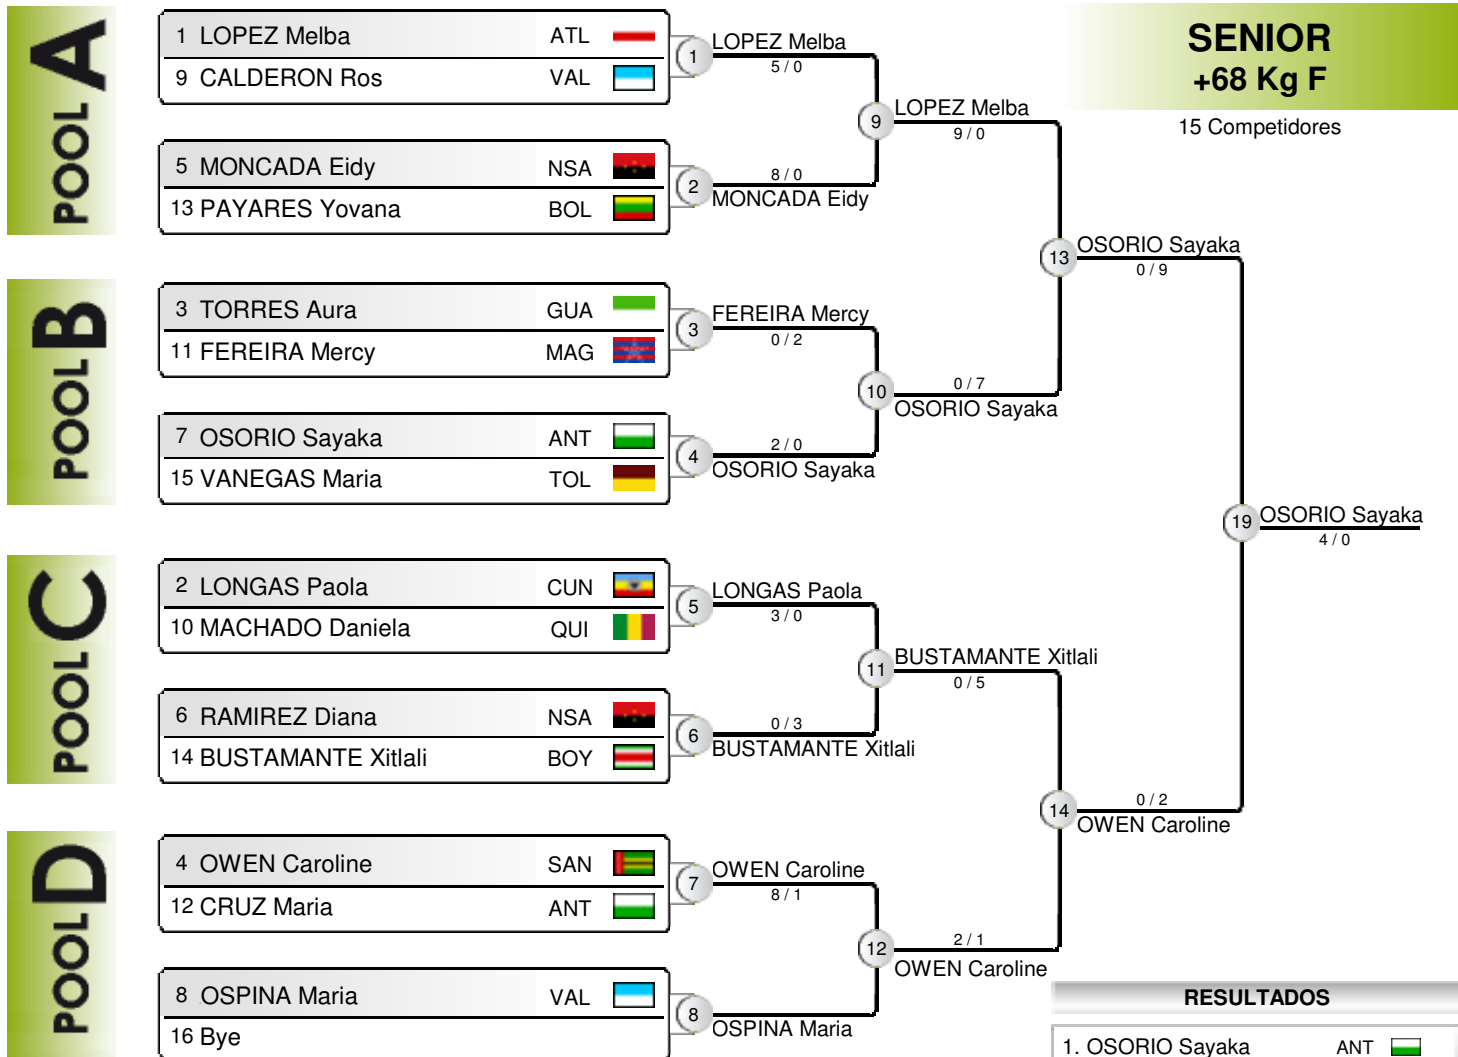 SENIOR
+68 Kg F
15 Competidores
POOL A
1 LOPEZ Melba ATL
9 CALDERON Ros VAL
5 MONCADA Eidy NSA
13 PAYARES Yovana BOL
1 LOPEZ Melba
5 / 0
8 / 0
2 MONCADA Eidy
9 LOPEZ Melba
9 / 0
POOL B
3 TORRES Aura GUA
11 FEREIRA Mercy MAG
7 OSORIO Sayaka ANT
15 VANEGAS Maria TOL
3 FEREIRA Mercy
0 / 2
2 / 0
4 OSORIO Sayaka
0 / 7
10 OSORIO Sayaka
13 OSORIO Sayaka
0 / 9
POOL C
2 LONGAS Paola CUN
10 MACHADO Daniela QUI
6 RAMIREZ Diana NSA
14 BUSTAMANTE Xitlali BOY
5 LONGAS Paola
3 / 0
0 / 3
6 BUSTAMANTE Xitlali
11 BUSTAMANTE Xitlali
0 / 5
POOL D
4 OWEN Caroline SAN
12 CRUZ Maria ANT
8 OSPINA Maria VAL
16 Bye
7 OWEN Caroline
8 / 1
8 OSPINA Maria
2 / 1
12 OWEN Caroline
0 / 2
14 OWEN Caroline
19 OSORIO Sayaka
4 / 0
RESULTADOS
1. OSORIO Sayaka ANT